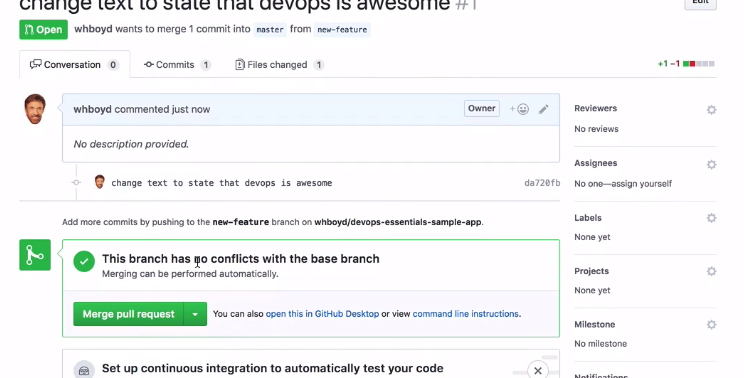 change text to state that devops is awesome #1
Edit
Open whboyd wants to merge 1 commit into master from new-feature
Conversation 0 Commits 1 Files changed 1 +1 −1
whboyd commented just now Owner
No description provided.
change text to state that devops is awesome da720fb
Add more commits by pushing to the new-feature branch on whboyd/devops-essentials-sample-app.
This branch has no conflicts with the base branch
Merging can be performed automatically.
Merge pull request You can also open this in GitHub Desktop or view command line instructions.
Set up continuous integration to automatically test your code
Reviewers
No reviews
Assignees
No one—assign yourself
Labels
None yet
Projects
None yet
Milestone
No milestone
Notifications